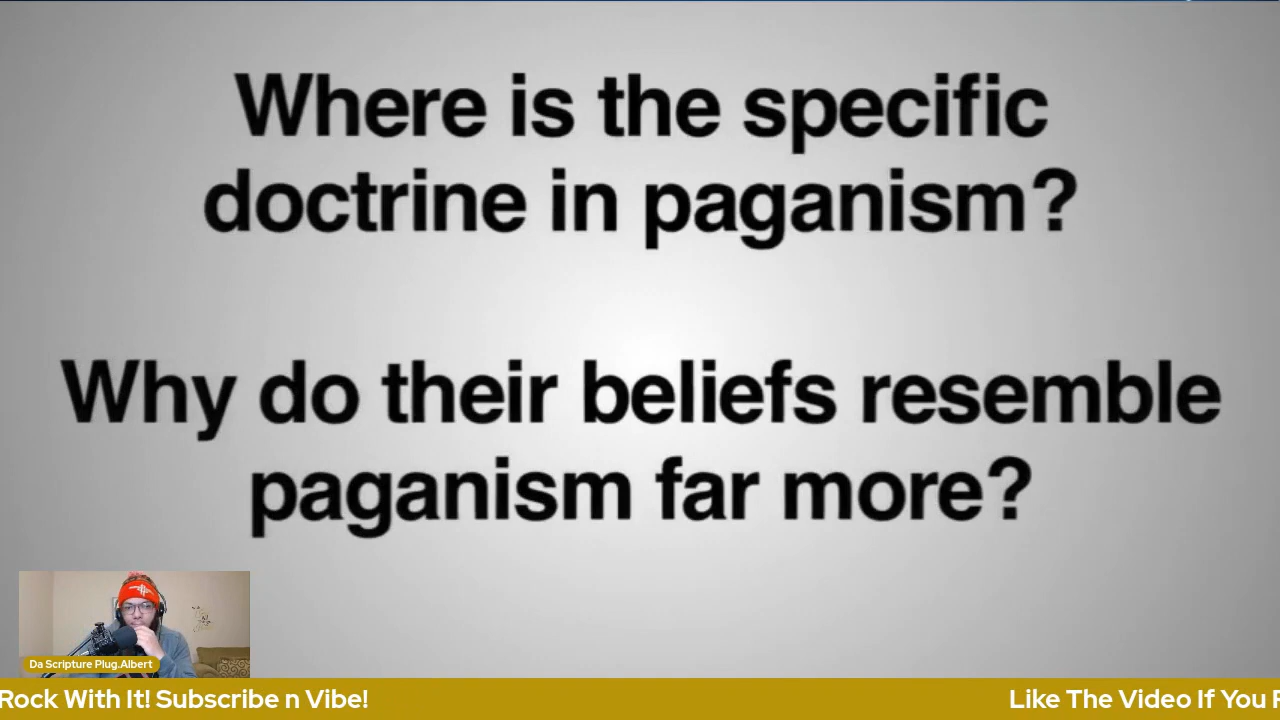 Where is the specific
doctrine in paganism?
Why do their beliefs resemble
paganism far more?
Da Scripture Plug.Albert
Rock With It! Subscribe n Vibe!
Like The Video If You